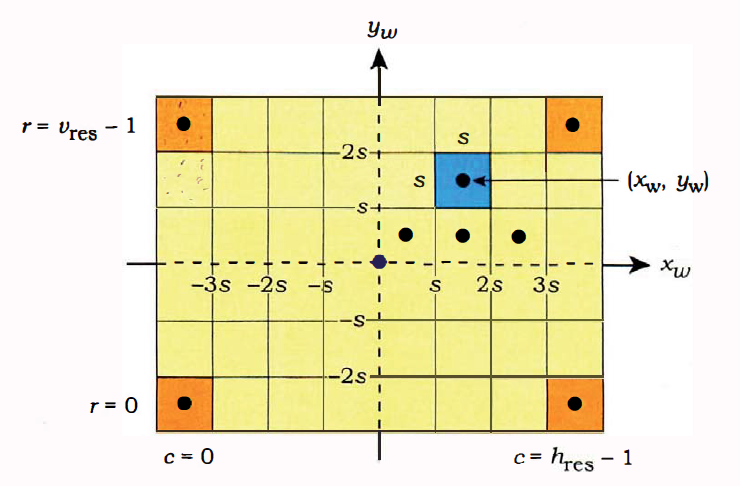 y_w
r = v_res − 1
2s
s
s
(x_w, y_w)
s
x_w
−3s −2s −s s 2s 3s
−s
−2s
r = 0
c = 0 c = h_res − 1